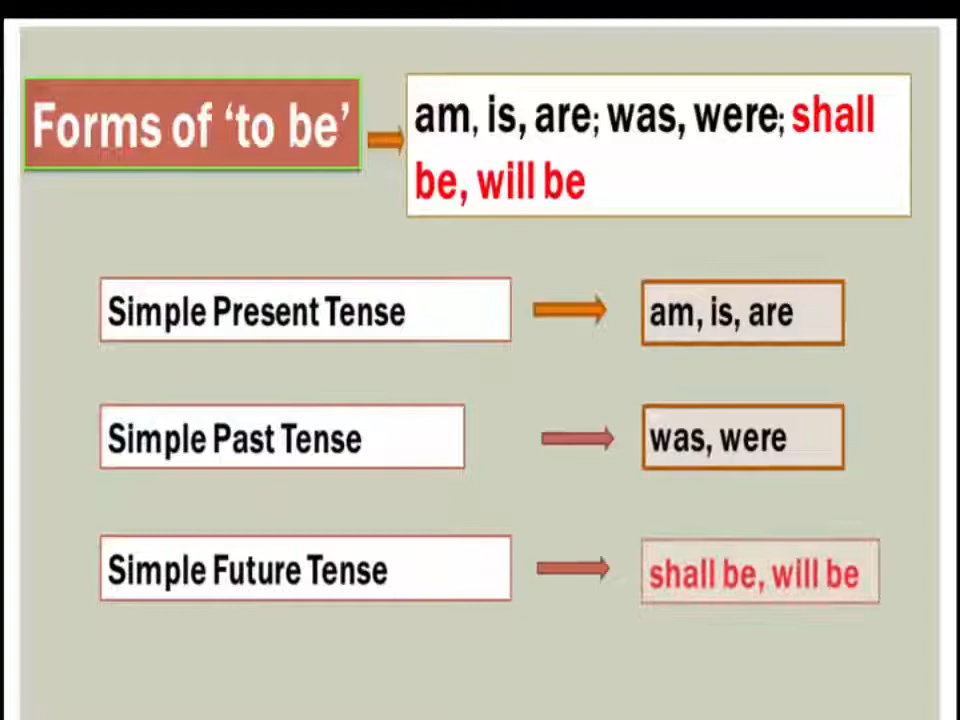 Forms of ‘to be’
am, is, are; was, were; shall
be, will be
Simple Present Tense
am, is, are
Simple Past Tense
was, were
Simple Future Tense
shall be, will be